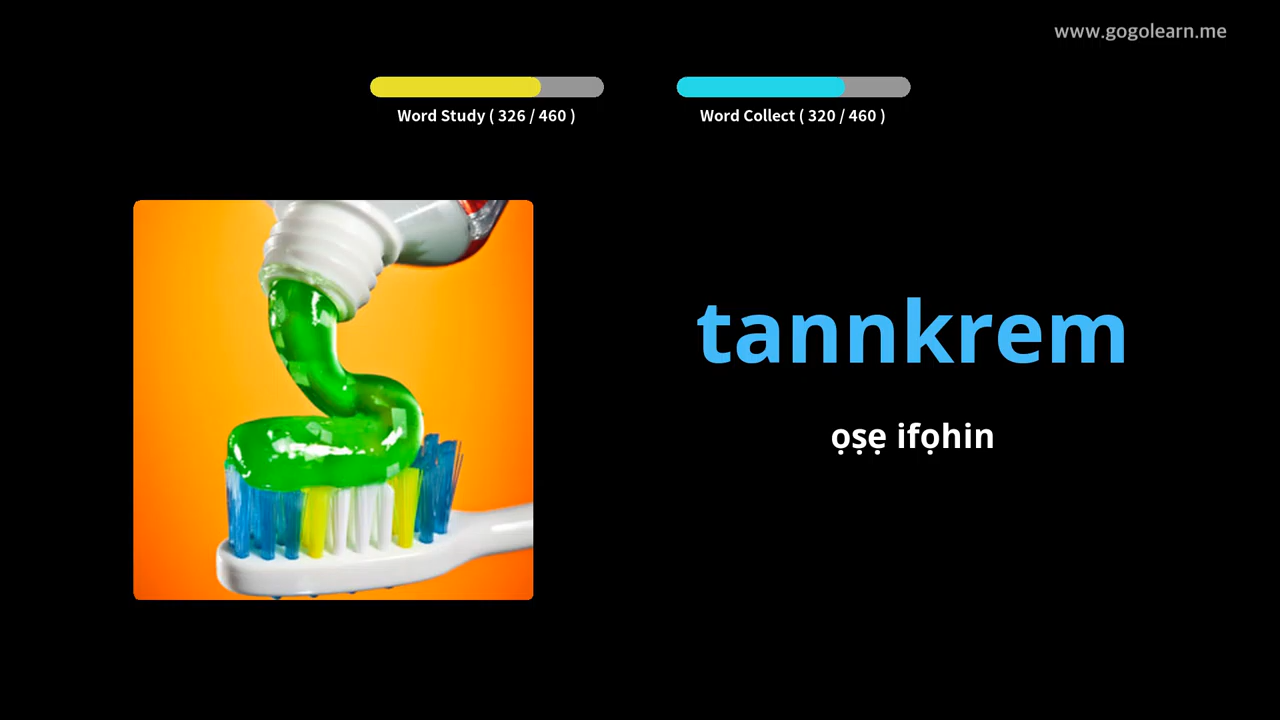 www.gogolearn.me
Word Study ( 326 / 460 )
Word Collect ( 320 / 460 )
tannkrem
ọṣẹ ifọhin